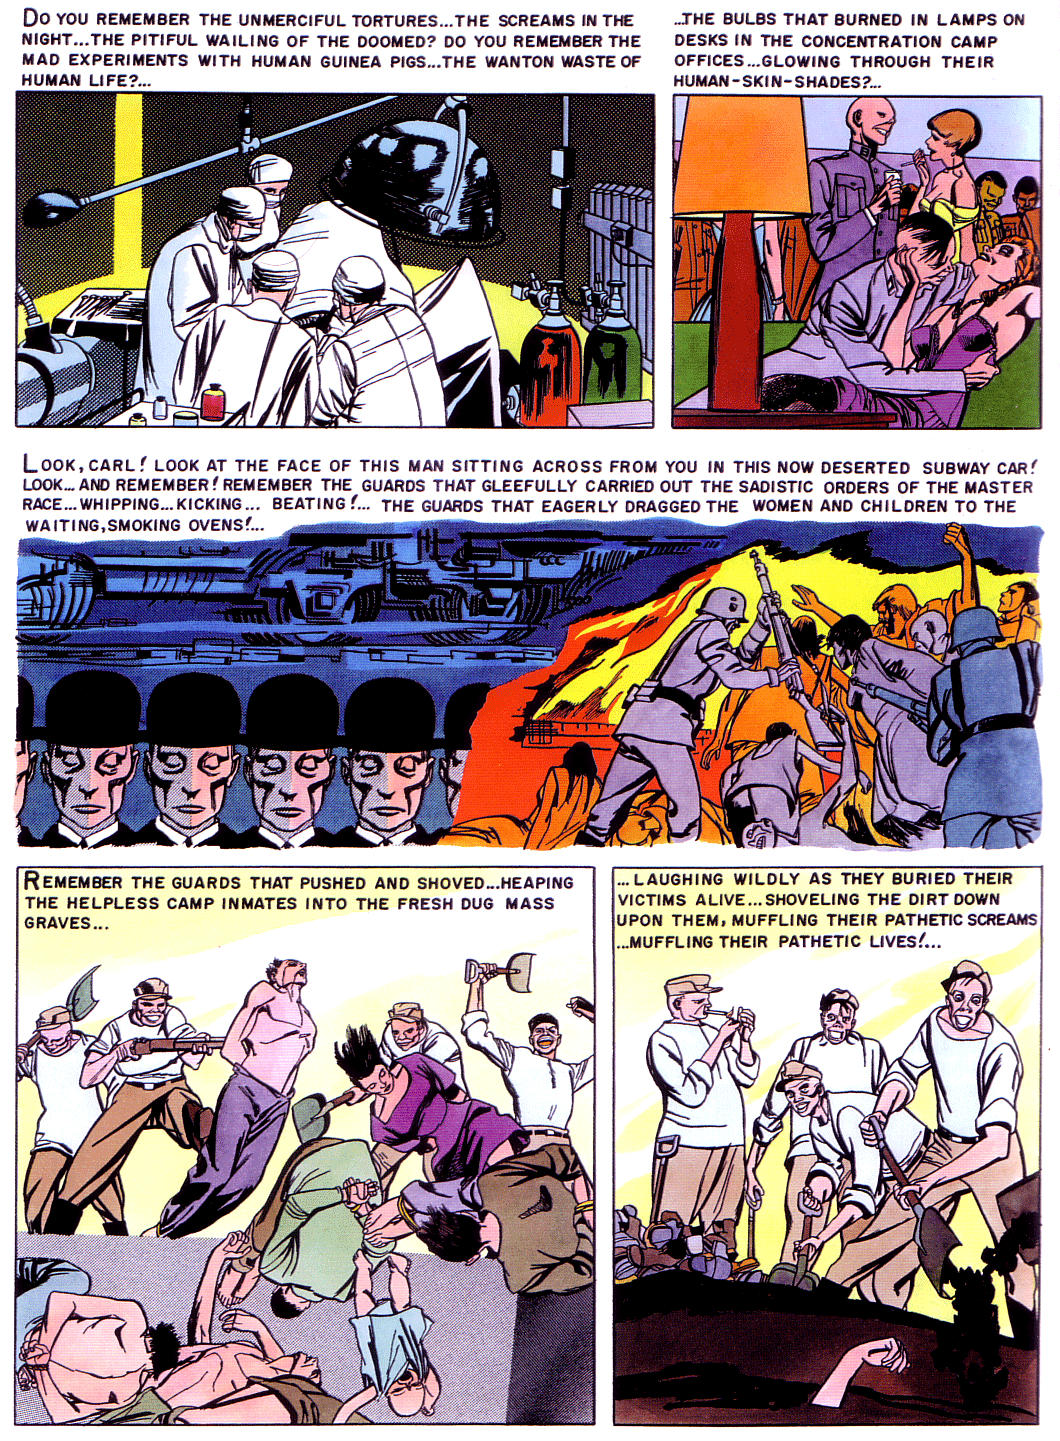 DO YOU REMEMBER THE UNMERCIFUL TORTURES...THE SCREAMS IN THE
NIGHT...THE PITIFUL WAILING OF THE DOOMED? DO YOU REMEMBER THE
MAD EXPERIMENTS WITH HUMAN GUINEA PIGS...THE WANTON WASTE OF
HUMAN LIFE?...
...THE BULBS THAT BURNED IN LAMPS ON
DESKS IN THE CONCENTRATION CAMP
OFFICES...GLOWING THROUGH THEIR
HUMAN-SKIN-SHADES?...
LOOK, CARL! LOOK AT THE FACE OF THIS MAN SITTING ACROSS FROM YOU IN THIS NOW DESERTED SUBWAY CAR!
LOOK...AND REMEMBER! REMEMBER THE GUARDS THAT GLEEFULLY CARRIED OUT THE SADISTIC ORDERS OF THE MASTER
RACE...WHIPPING...KICKING... BEATING!... THE GUARDS THAT EAGERLY DRAGGED THE WOMEN AND CHILDREN TO THE
WAITING, SMOKING OVENS!...
REMEMBER THE GUARDS THAT PUSHED AND SHOVED...HEAPING
THE HELPLESS CAMP INMATES INTO THE FRESH DUG MASS
GRAVES...
...LAUGHING WILDLY AS THEY BURIED THEIR
VICTIMS ALIVE...SHOVELING THE DIRT DOWN
UPON THEM, MUFFLING THEIR PATHETIC SCREAMS
...MUFFLING THEIR PATHETIC LIVES!...